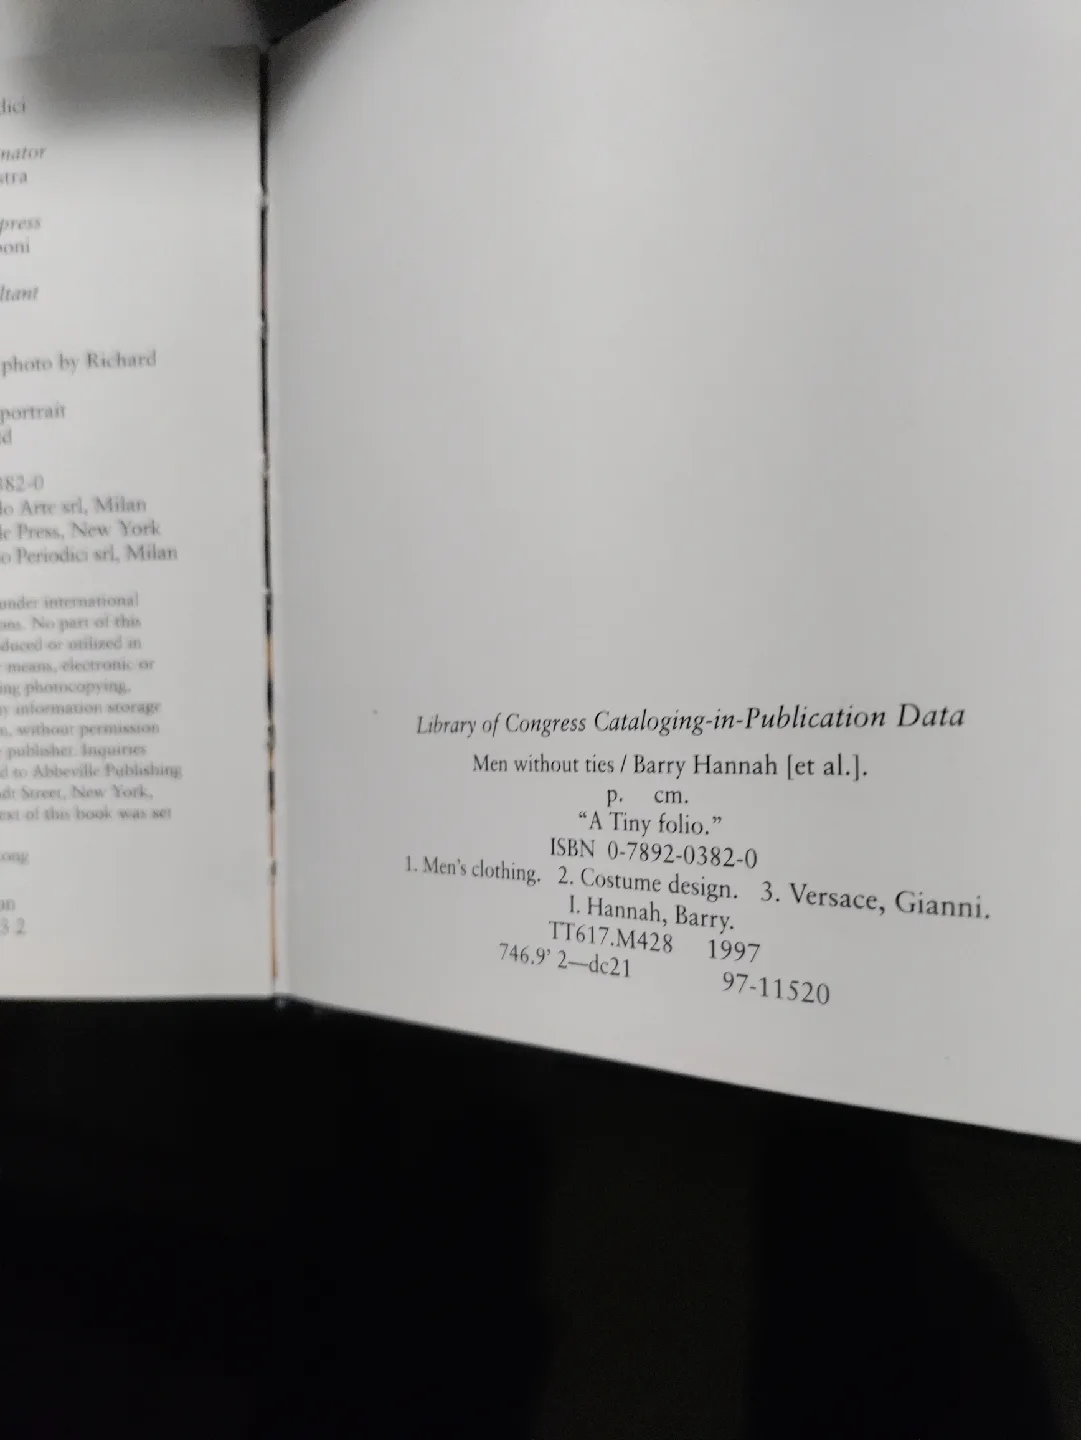 dici
nator
stra
press
oni
ltant
photo by Richard
portrait
d
382-0
lo Arte srl, Milan
le Press, New York
o Periodici srl, Milan
under international
ons. No part of this
duced or utilized in
means, electronic or
ing photocopying,
y information storage
n, without permission
publisher. Inquiries
d to Abbeville Publishing
dt Street, New York,
ext of this book was set
ong
on
3 2
Library of Congress Cataloging-in-Publication Data
Men without ties / Barry Hannah [et al.].
p. cm.
“A Tiny folio.”
ISBN 0-7892-0382-0
1. Men's clothing. 2. Costume design. 3. Versace, Gianni.
I. Hannah, Barry.
TT617.M428 1997
746.9' 2—dc21 97-11520